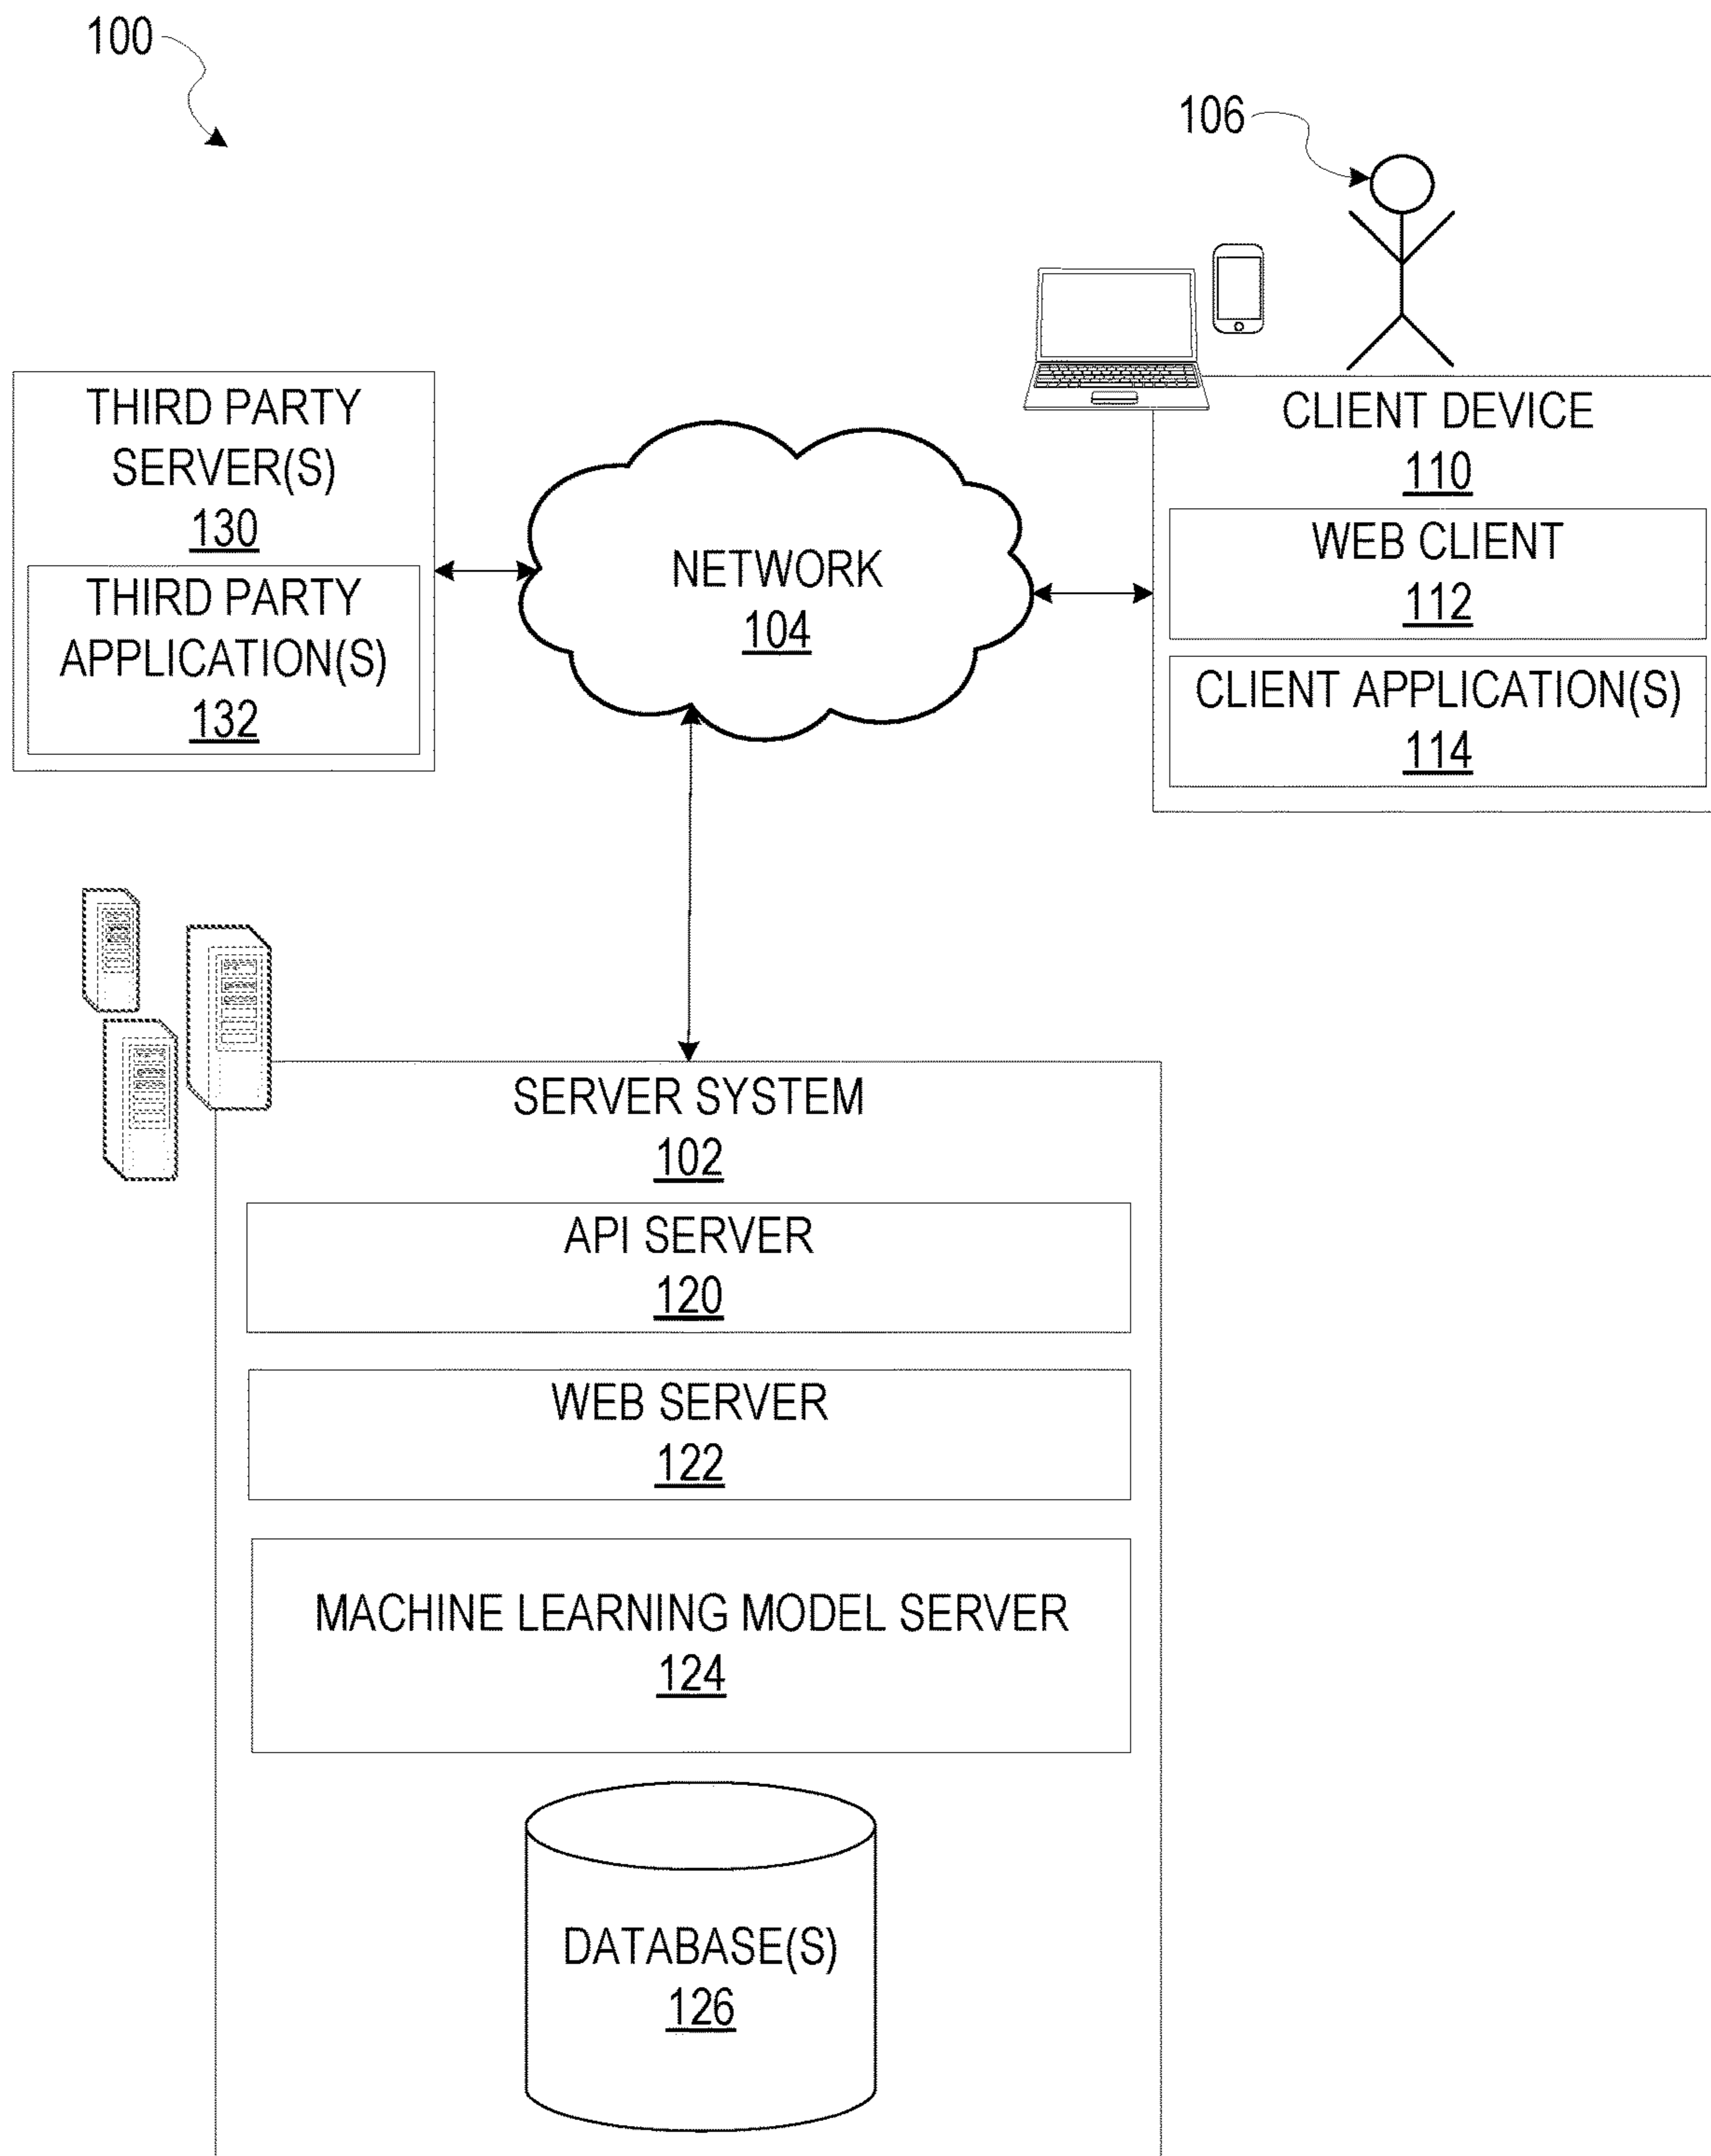 100
106
THIRD PARTY
SERVER(S)
130
THIRD PARTY
APPLICATION(S)
132
NETWORK
104
CLIENT DEVICE
110
WEB CLIENT
112
CLIENT APPLICATION(S)
114
SERVER SYSTEM
102
API SERVER
120
WEB SERVER
122
MACHINE LEARNING MODEL SERVER
124
DATABASE(S)
126